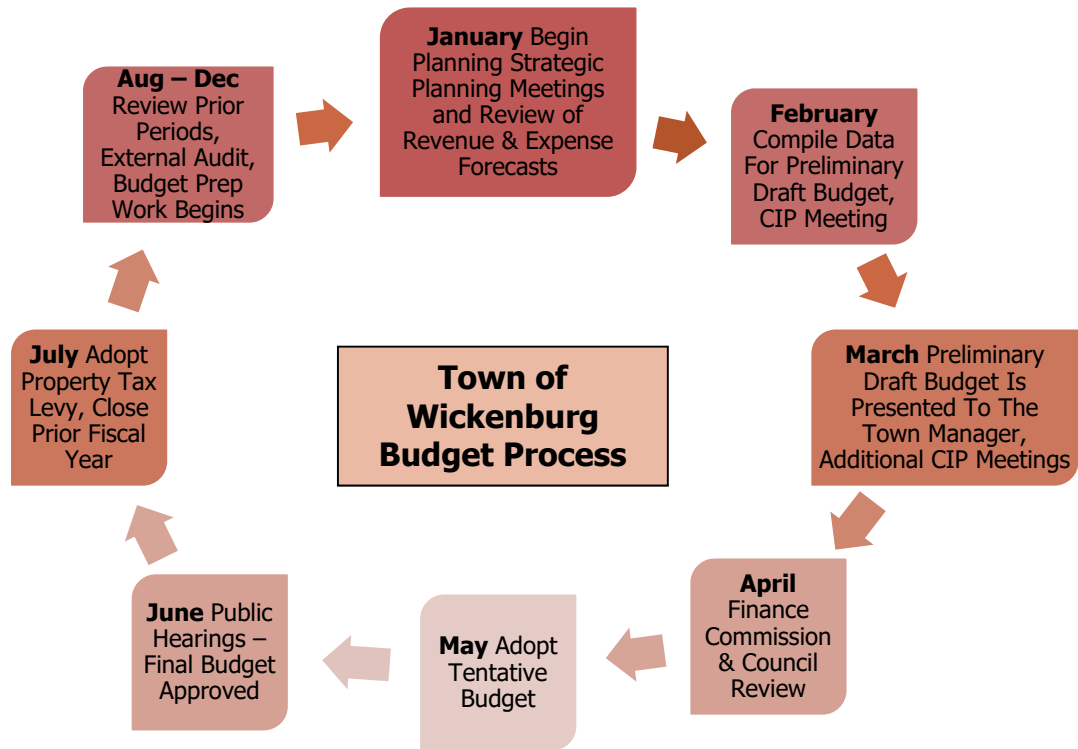 January Begin
Planning Strategic
Planning Meetings
and Review of
Revenue & Expense
Forecasts
February
Compile Data
For Preliminary
Draft Budget,
CIP Meeting
March Preliminary
Draft Budget Is
Presented To The
Town Manager,
Additional CIP Meetings
April
Finance
Commission
& Council
Review
May Adopt
Tentative
Budget
June Public
Hearings –
Final Budget
Approved
July Adopt
Property Tax
Levy, Close
Prior Fiscal
Year
Aug – Dec
Review Prior
Periods,
External Audit,
Budget Prep
Work Begins
Town of
Wickenburg
Budget Process